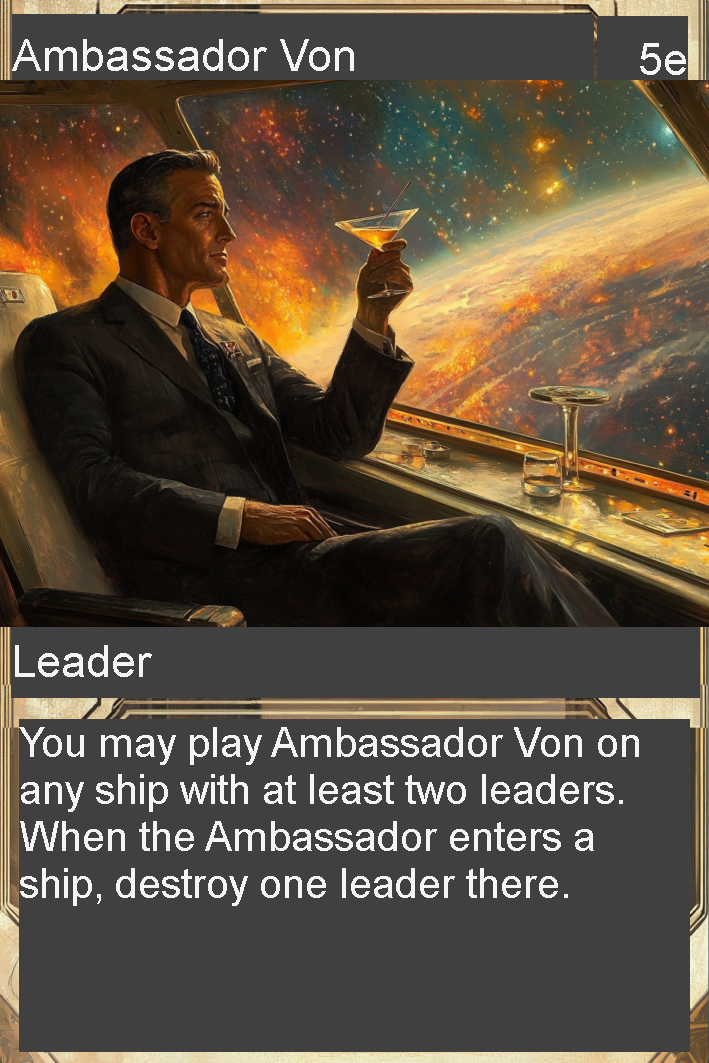 Ambassador Von
5e
Leader
You may play Ambassador Von on
any ship with at least two leaders.
When the Ambassador enters a
ship, destroy one leader there.